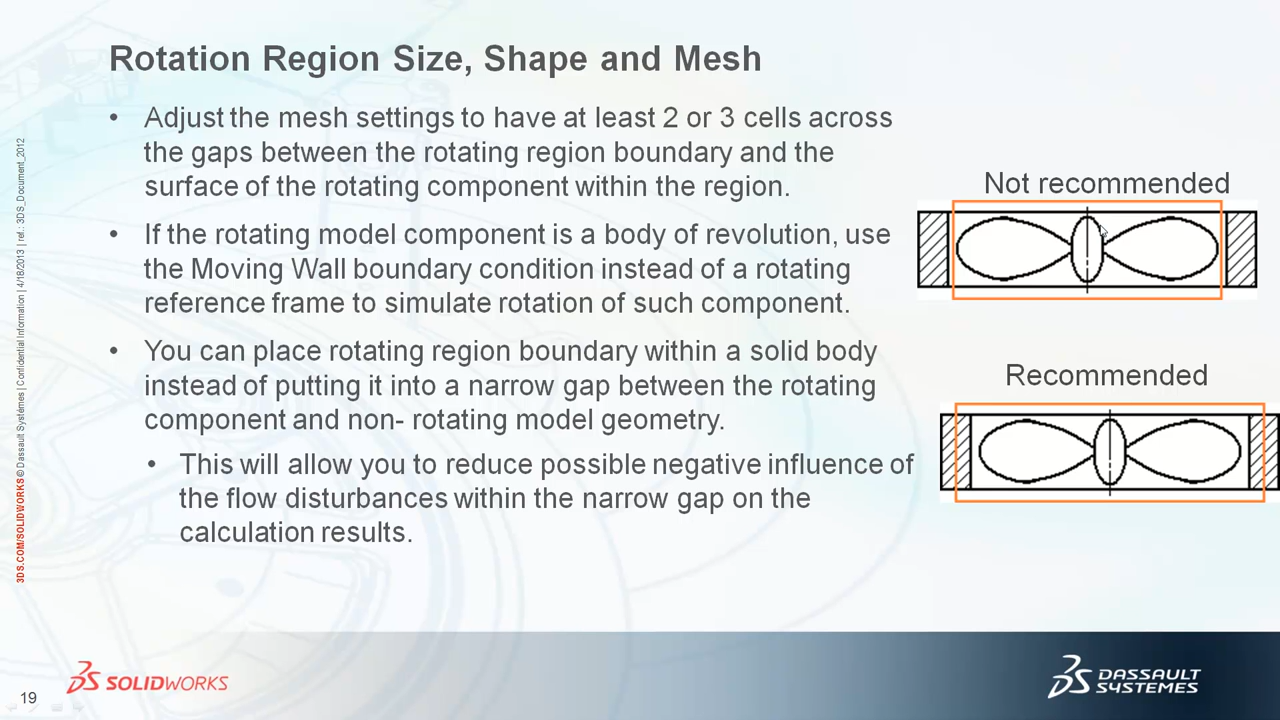 Rotation Region Size, Shape and Mesh
• Adjust the mesh settings to have at least 2 or 3 cells across
the gaps between the rotating region boundary and the
surface of the rotating component within the region.
• If the rotating model component is a body of revolution, use
the Moving Wall boundary condition instead of a rotating
reference frame to simulate rotation of such component.
• You can place rotating region boundary within a solid body
instead of putting it into a narrow gap between the rotating
component and non- rotating model geometry.
• This will allow you to reduce possible negative influence of
the flow disturbances within the narrow gap on the
calculation results.
Not recommended
Recommended
3DS.COM/SOLIDWORKS © Dassault Systèmes | Confidential Information | 4/18/2013 | ref.: 3DS_Document_2012
19
SOLIDWORKS
DASSAULT
SYSTEMES